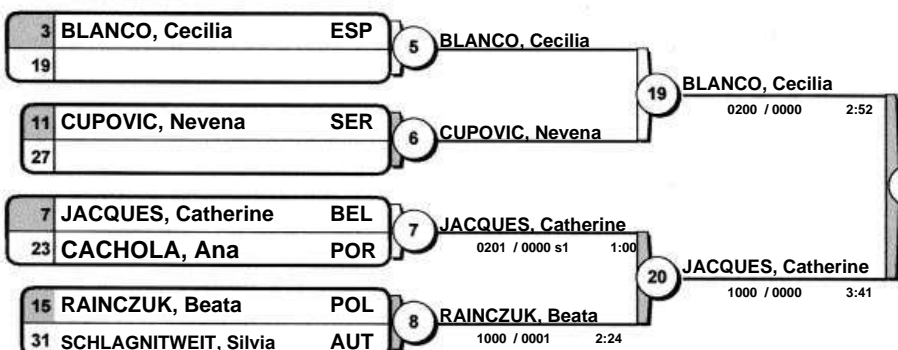 3 BLANCO, Cecilia ESP
19
5
BLANCO, Cecilia
11 CUPOVIC, Nevena SER
27
6
CUPOVIC, Nevena
19
BLANCO, Cecilia
0200 / 0000 2:52
7 JACQUES, Catherine BEL
23 CACHOLA, Ana POR
7
JACQUES, Catherine
0201 / 0000 s1 1:00
15 RAINCZUK, Beata POL
31 SCHLAGNITWEIT, Silvia AUT
8
RAINCZUK, Beata
1000 / 0001 2:24
20
JACQUES, Catherine
1000 / 0000 3:41